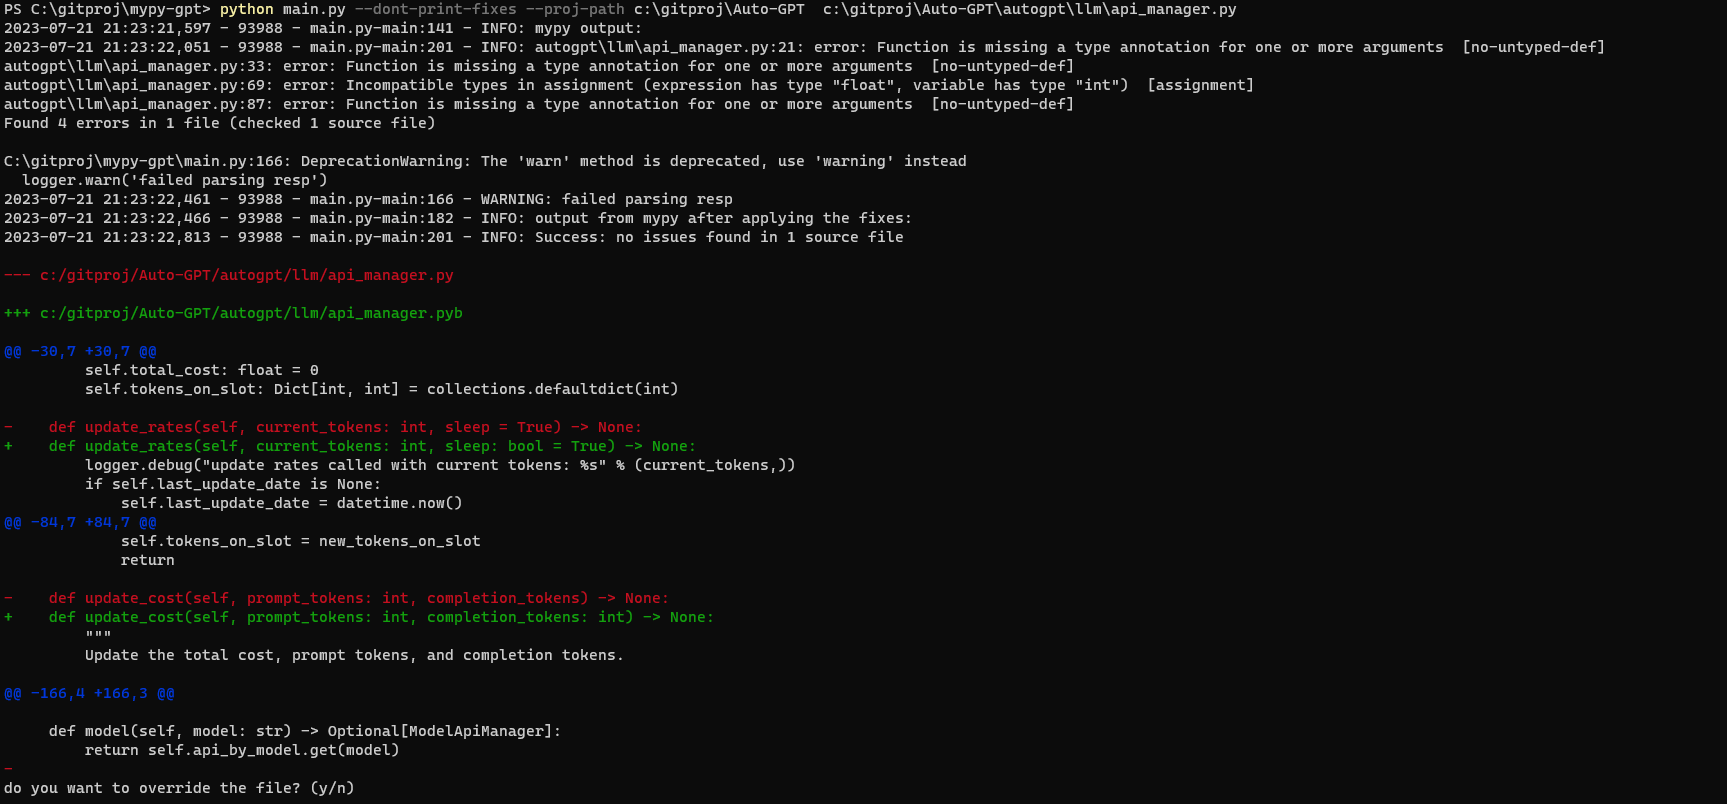 PS C:\gitproj\mypy-gpt> python main.py --dont-print-fixes --proj-path c:\gitproj\Auto-GPT  c:\gitproj\Auto-GPT\autogpt\llm\api_manager.py
2023-07-21 21:23:21,597 - 93988 - main.py-main:141 - INFO: mypy output:
2023-07-21 21:23:22,051 - 93988 - main.py-main:201 - INFO: autogpt\llm\api_manager.py:21: error: Function is missing a type annotation for one or more arguments  [no-untyped-def]
autogpt\llm\api_manager.py:33: error: Function is missing a type annotation for one or more arguments  [no-untyped-def]
autogpt\llm\api_manager.py:69: error: Incompatible types in assignment (expression has type "float", variable has type "int")  [assignment]
autogpt\llm\api_manager.py:87: error: Function is missing a type annotation for one or more arguments  [no-untyped-def]
Found 4 errors in 1 file (checked 1 source file)
C:\gitproj\mypy-gpt\main.py:166: DeprecationWarning: The 'warn' method is deprecated, use 'warning' instead
  logger.warn('failed parsing resp')
2023-07-21 21:23:22,461 - 93988 - main.py-main:166 - WARNING: failed parsing resp
2023-07-21 21:23:22,466 - 93988 - main.py-main:182 - INFO: output from mypy after applying the fixes:
2023-07-21 21:23:22,813 - 93988 - main.py-main:201 - INFO: Success: no issues found in 1 source file
--- c:/gitproj/Auto-GPT/autogpt/llm/api_manager.py
+++ c:/gitproj/Auto-GPT/autogpt/llm/api_manager.pyb
@@ -30,7 +30,7 @@
         self.total_cost: float = 0
         self.tokens_on_slot: Dict[int, int] = collections.defaultdict(int)
-    def update_rates(self, current_tokens: int, sleep = True) -> None:
+    def update_rates(self, current_tokens: int, sleep: bool = True) -> None:
         logger.debug("update rates called with current tokens: %s" % (current_tokens,))
         if self.last_update_date is None:
             self.last_update_date = datetime.now()
@@ -84,7 +84,7 @@
             self.tokens_on_slot = new_tokens_on_slot
             return
-    def update_cost(self, prompt_tokens: int, completion_tokens) -> None:
+    def update_cost(self, prompt_tokens: int, completion_tokens: int) -> None:
         """
         Update the total cost, prompt tokens, and completion tokens.
@@ -166,4 +166,3 @@
     def model(self, model: str) -> Optional[ModelApiManager]:
         return self.api_by_model.get(model)
-
do you want to override the file? (y/n)